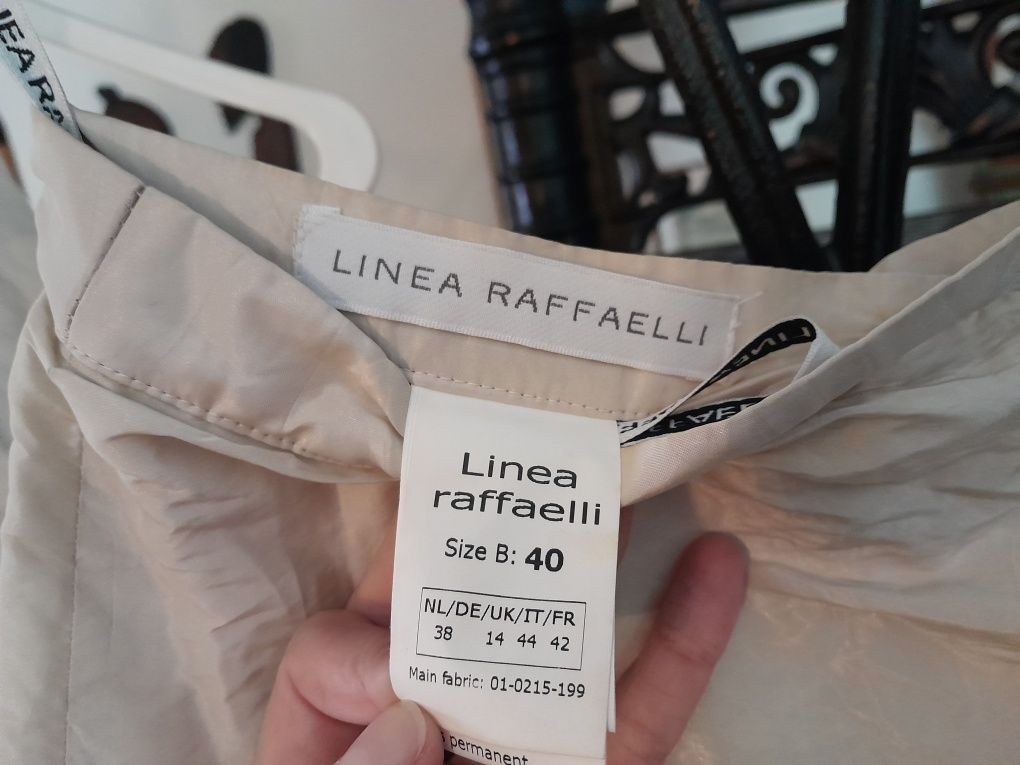 LINEA RAFFAELLI
Linea
raffaelli
Size B: 40
NL/DE/UK/IT/FR
38 14 44 42
Main fabric: 01-0215-199
permanent